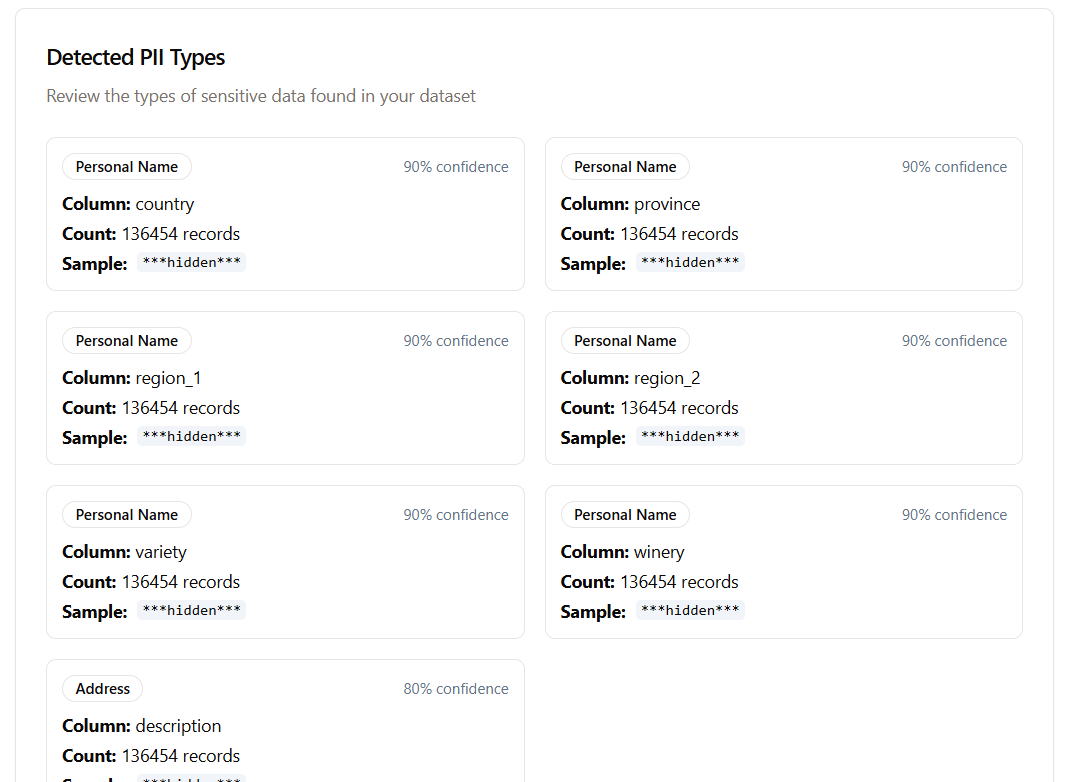 Detected PII Types
Review the types of sensitive data found in your dataset
Personal Name 90% confidence
Column: country
Count: 136454 records
Sample: ***hidden***
Personal Name 90% confidence
Column: province
Count: 136454 records
Sample: ***hidden***
Personal Name 90% confidence
Column: region_1
Count: 136454 records
Sample: ***hidden***
Personal Name 90% confidence
Column: region_2
Count: 136454 records
Sample: ***hidden***
Personal Name 90% confidence
Column: variety
Count: 136454 records
Sample: ***hidden***
Personal Name 90% confidence
Column: winery
Count: 136454 records
Sample: ***hidden***
Address 80% confidence
Column: description
Count: 136454 records